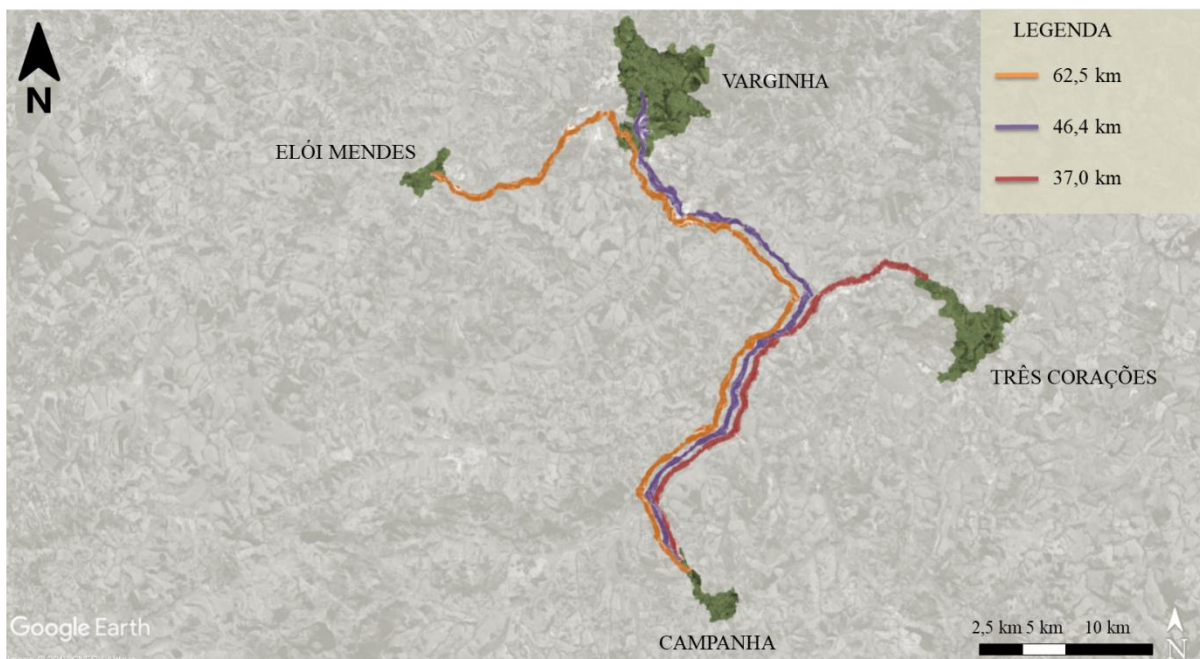 N
VARGINHA
ELÓI MENDES
LEGENDA
62,5 km
46,4 km
37,0 km
TRÊS CORAÇÕES
CAMPANHA
Google Earth
2,5 km 5 km 10 km
N